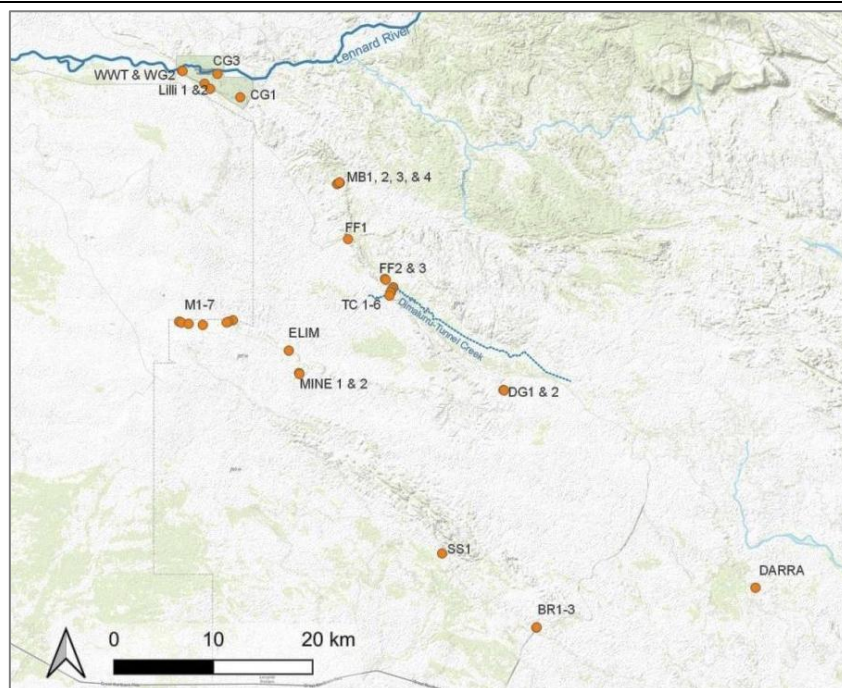 Lennard River
CG3
WWT & WG2
Lilli 1 &2
CG1
MB1, 2, 3, & 4
FF1
FF2 & 3
TC 1-6
Dimalurru-Tunnel Creek
M1-7
ELIM
MINE 1 & 2
DG1 & 2
SS1
DARRA
BR1-3
0 10 20 km